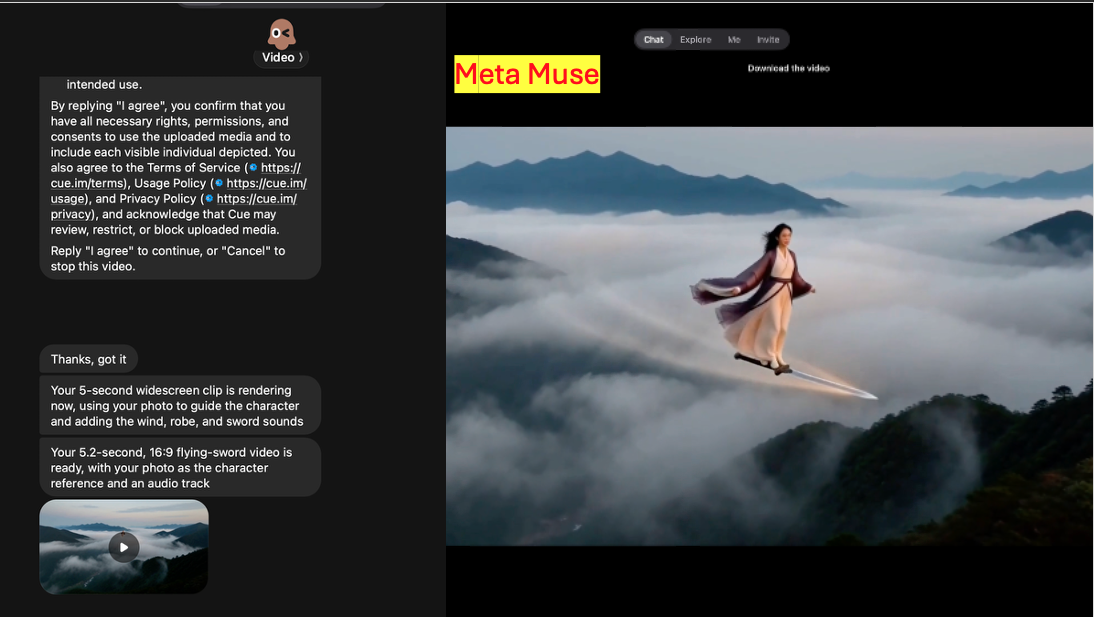 Video ⟩
intended use.
By replying "I agree", you confirm that you
have all necessary rights, permissions, and
consents to use the uploaded media and to
include each visible individual depicted. You
also agree to the Terms of Service (https://
cue.im/terms), Usage Policy (https://cue.im/
usage), and Privacy Policy (https://cue.im/
privacy), and acknowledge that Cue may
review, restrict, or block uploaded media.
Reply "I agree" to continue, or "Cancel" to
stop this video.
Thanks, got it
Your 5-second widescreen clip is rendering
now, using your photo to guide the character
and adding the wind, robe, and sword sounds
Your 5.2-second, 16:9 flying-sword video is
ready, with your photo as the character
reference and an audio track
Chat Explore Me Invite
Download the video
Meta Muse